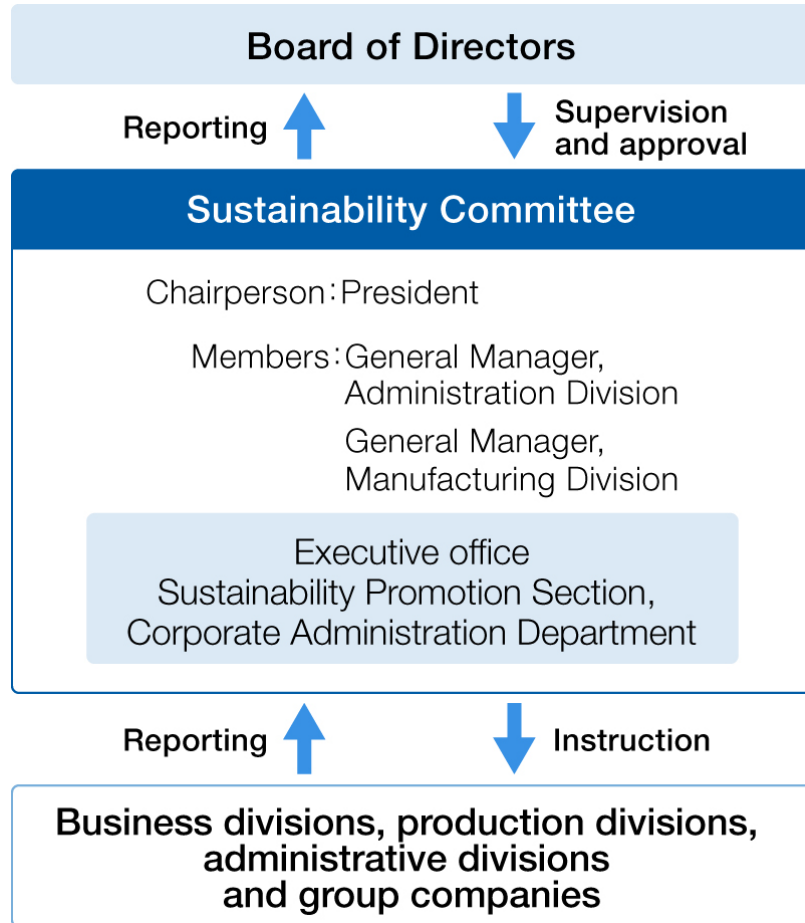 Board of Directors
Reporting
Supervision
and approval
Sustainability Committee
Chairperson:President
Members:General Manager,
Administration Division
General Manager,
Manufacturing Division
Executive office
Sustainability Promotion Section,
Corporate Administration Department
Reporting
Instruction
Business divisions, production divisions,
administrative divisions
and group companies